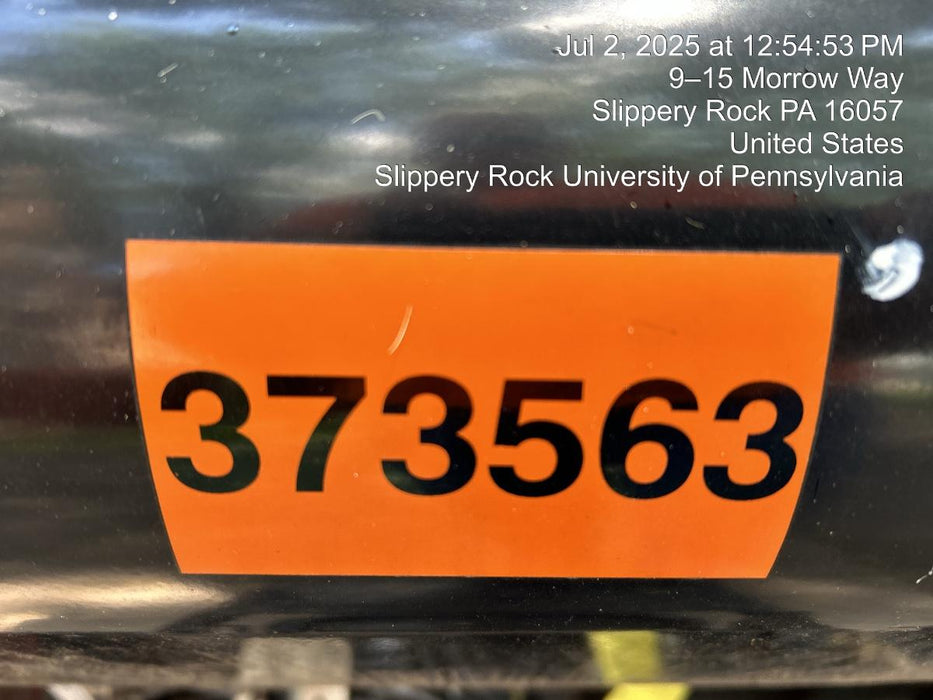 Jul 2, 2025 at 12:54:53 PM
9–15 Morrow Way
Slippery Rock PA 16057
United States
Slippery Rock University of Pennsylvania
373563